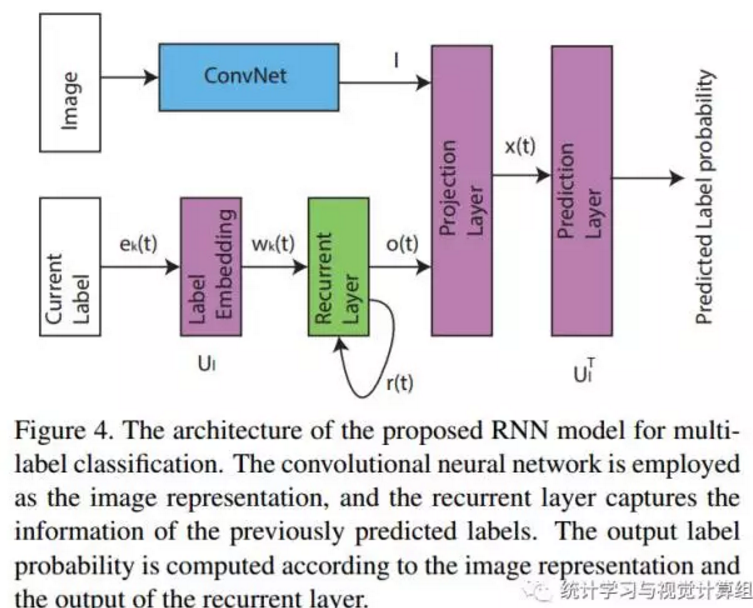 Image
ConvNet
I
Projection
Layer
x(t)
Prediction
Layer
Predicted Label probability
Current
Label
ek(t)
Label
Embedding
wk(t)
Recurrent
Layer
o(t)
r(t)
Ul
UlT
Figure 4. The architecture of the proposed RNN model for multi-
label classification. The convolutional neural network is employed
as the image representation, and the recurrent layer captures the
information of the previously predicted labels. The output label
probability is computed according to the image representation and
the output of the recurrent layer.
统计学习与视觉计算组